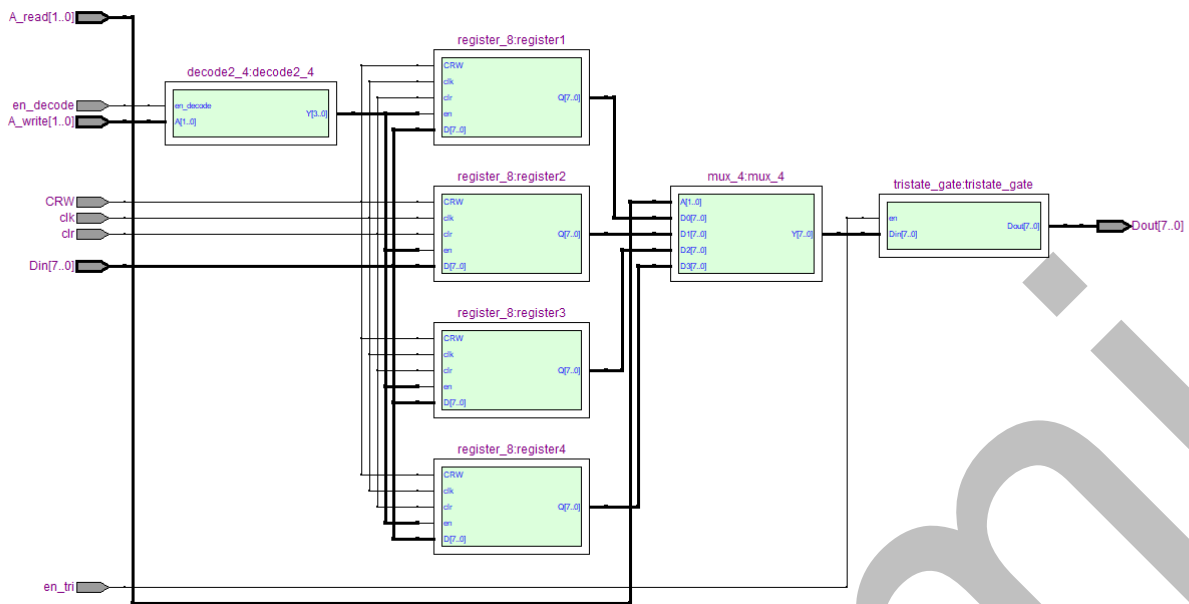 A_read[1..0]
register_8:register1
decode2_4:decode2_4
CRW
clk
clr
en
D[7..0]
Q[7..0]
en_decode
A_write[1..0]
en_decode
A[1..0]
Y[3..0]
register_8:register2
CRW
clk
clr
en
D[7..0]
Q[7..0]
mux_4:mux_4
A[1..0]
D0[7..0]
D1[7..0]
D2[7..0]
D3[7..0]
Y[7..0]
tristate_gate:tristate_gate
en
Din[7..0]
Dout[7..0]
Dout[7..0]
CRW
clk
clr
Din[7..0]
register_8:register3
CRW
clk
clr
en
D[7..0]
Q[7..0]
register_8:register4
CRW
clk
clr
en
D[7..0]
Q[7..0]
en_tri